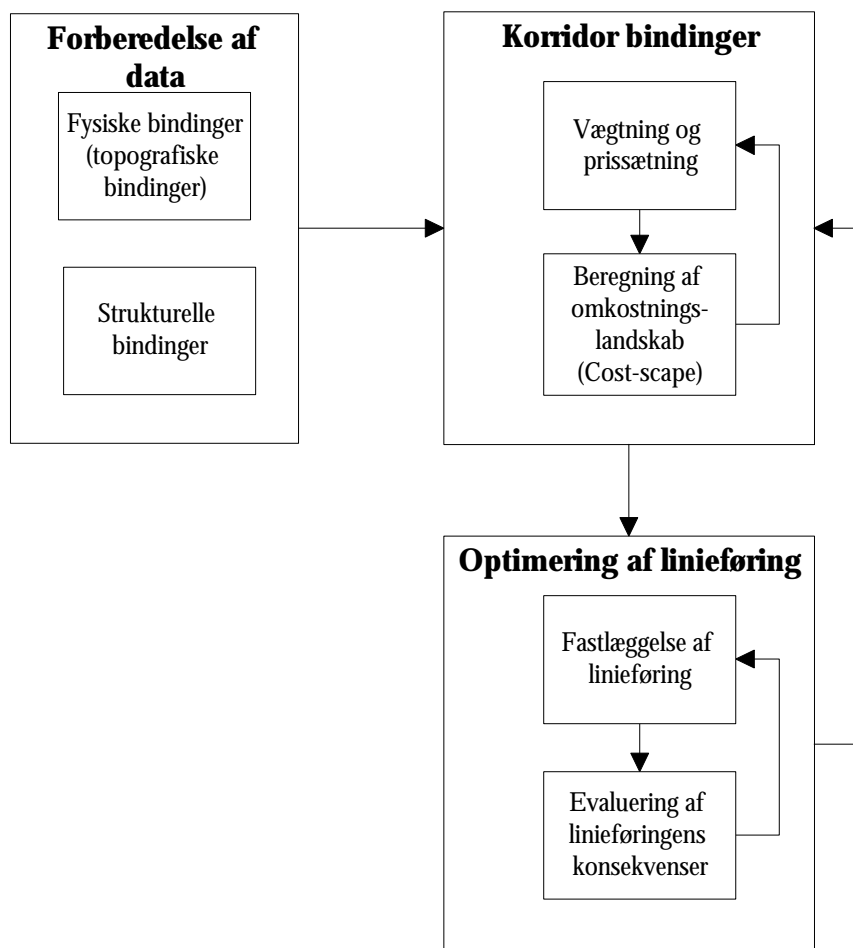 Forberedelse af
data
Fysiske bindinger
(topografiske
bindinger)
Strukturelle
bindinger
Korridor bindinger
Vægtning og
prissætning
Beregning af
omkostnings-
landskab
(Cost-scape)
Optimering af linieføring
Fastlæggelse af
linieføring
Evaluering af
linieføringens
konsekvenser